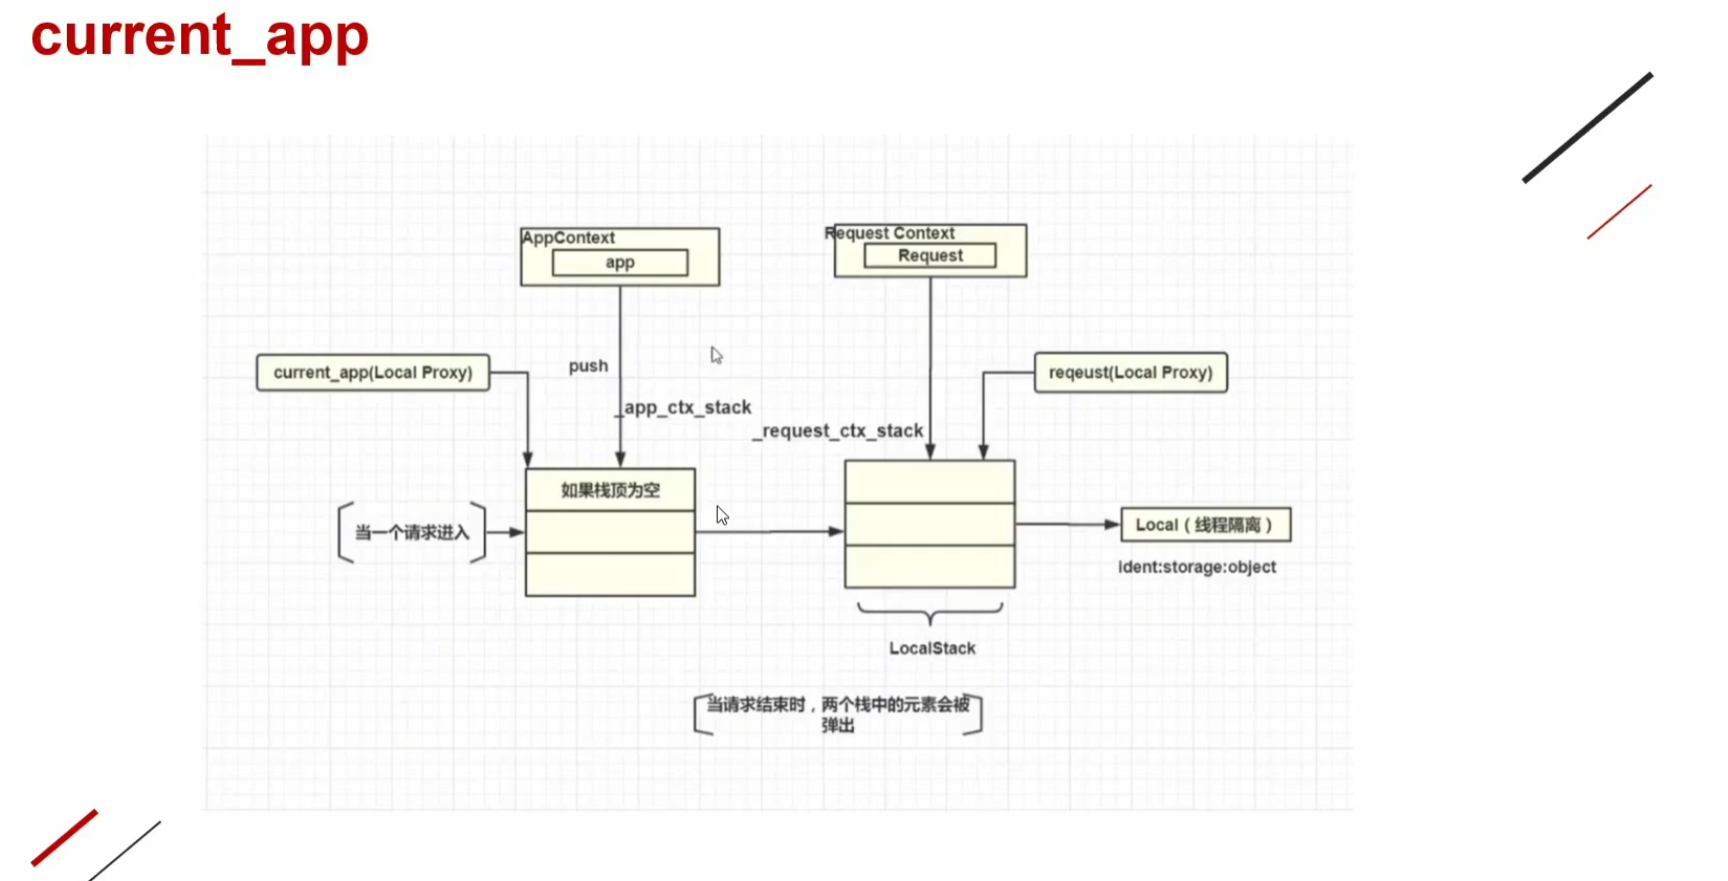 current_app
AppContext
app
Request Context
Request
current_app(Local Proxy)
push
reqeust(Local Proxy)
_app_ctx_stack
_request_ctx_stack
如果栈顶为空
当一个请求进入
Local（线程隔离）
ident:storage:object
LocalStack
当请求结束时，两个栈中的元素会被
弹出